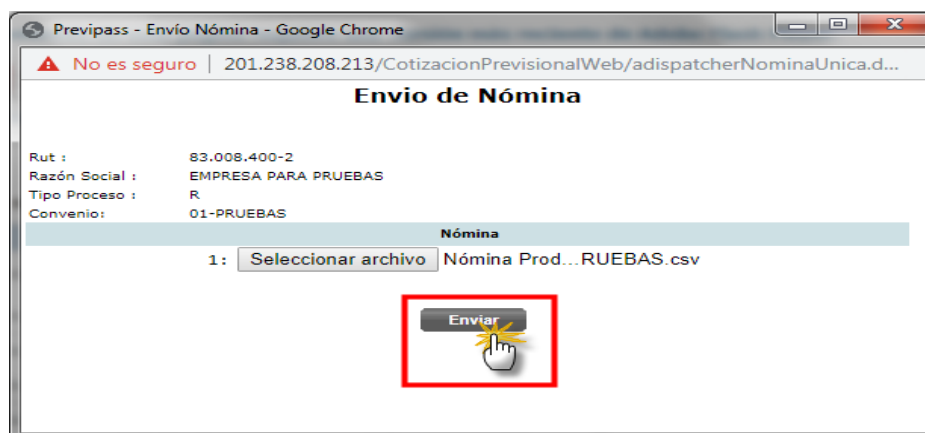 Previpass - Envío Nómina - Google Chrome
No es seguro | 201.238.208.213/CotizacionPrevisionalWeb/adispatcherNominaUnica.d...
Envio de Nómina
Rut : 83.008.400-2
Razón Social : EMPRESA PARA PRUEBAS
Tipo Proceso : R
Convenio: 01-PRUEBAS
Nómina
1: Seleccionar archivo Nómina Prod...RUEBAS.csv
Enviar